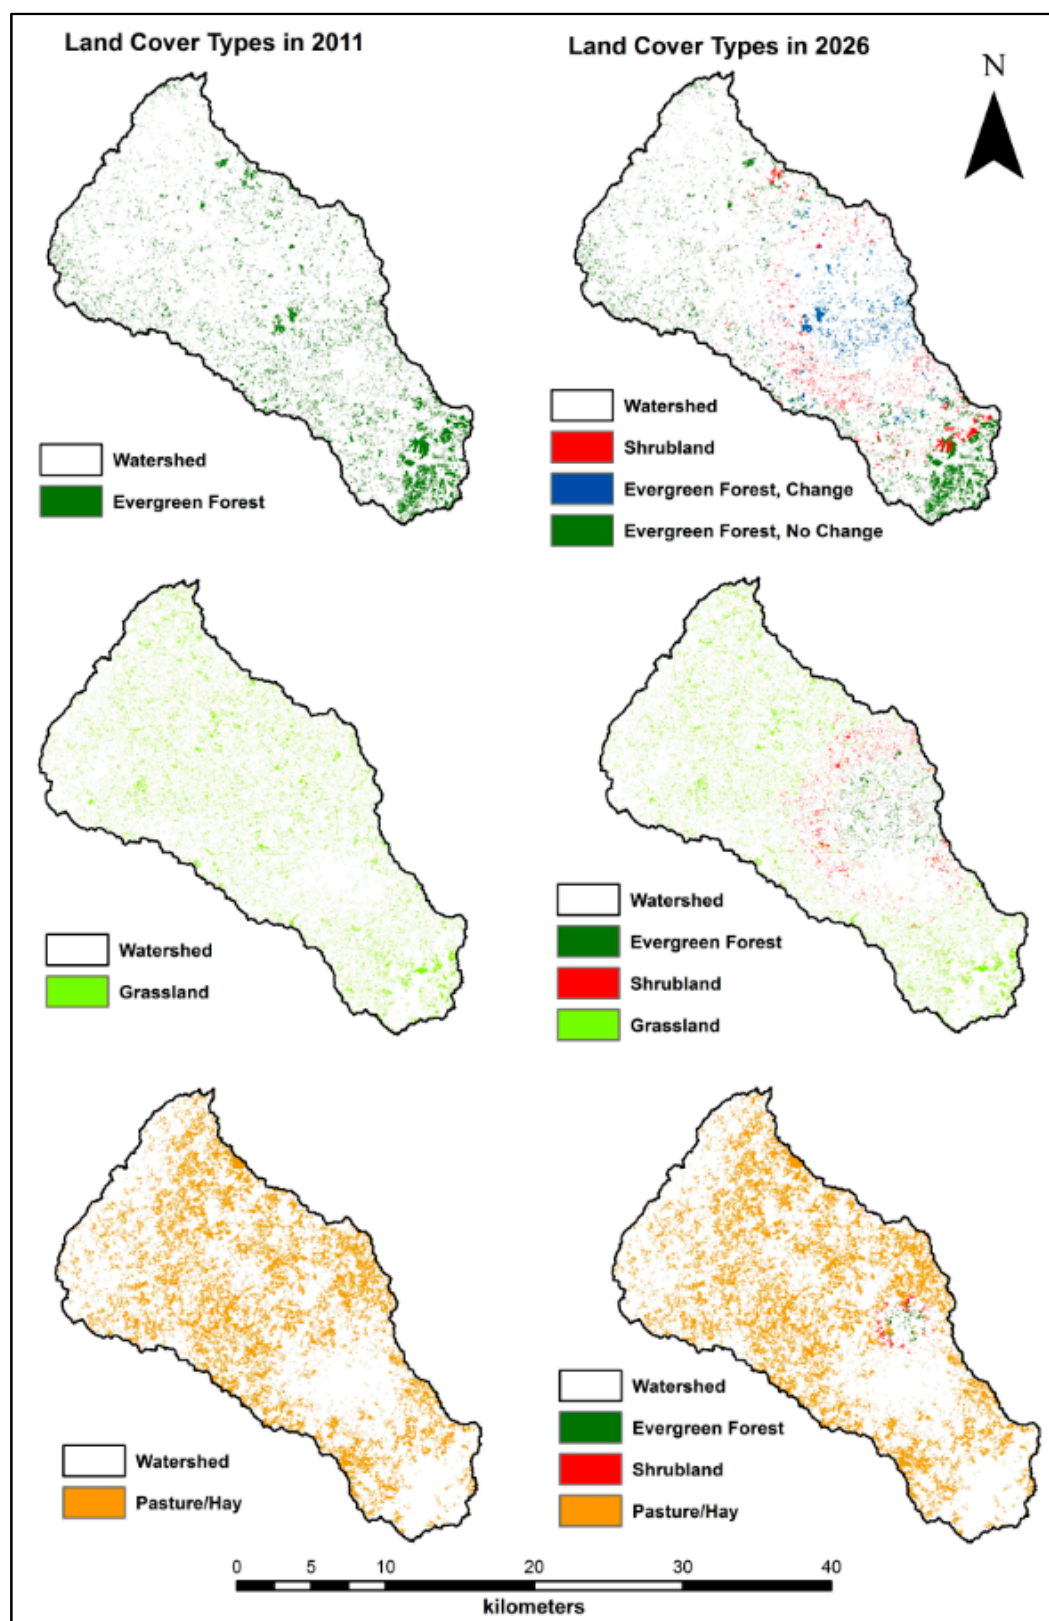 Land Cover Types in 2011
Land Cover Types in 2026
N
Watershed
Evergreen Forest
Watershed
Shrubland
Evergreen Forest, Change
Evergreen Forest, No Change
Watershed
Grassland
Watershed
Evergreen Forest
Shrubland
Grassland
Watershed
Pasture/Hay
Watershed
Evergreen Forest
Shrubland
Pasture/Hay
0 5 10 20 30 40
kilometers